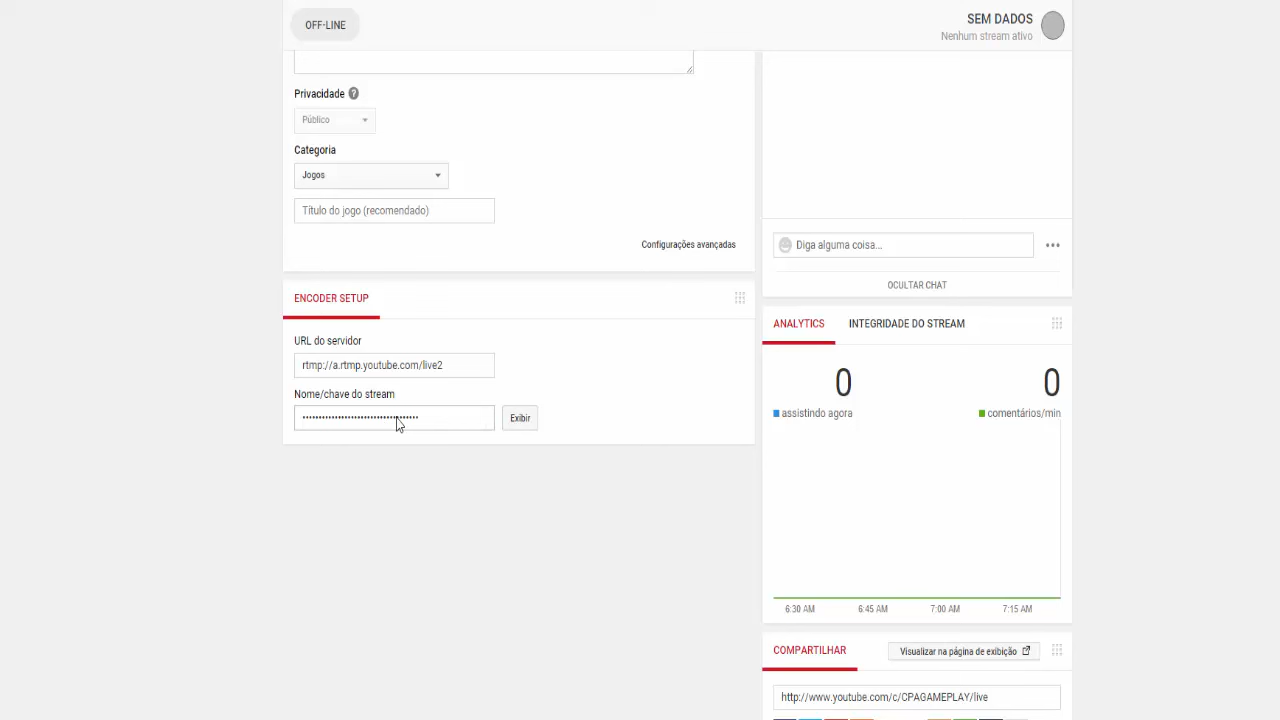 OFF-LINE
SEM DADOS
Nenhum stream ativo
Privacidade ?
Público
Categoria
Jogos
Título do jogo (recomendado)
Configurações avançadas
ENCODER SETUP
URL do servidor
rtmp://a.rtmp.youtube.com/live2
Nome/chave do stream
Exibir
Diga alguma coisa...
OCULTAR CHAT
ANALYTICS INTEGRIDADE DO STREAM
0 0
assistindo agora comentários/min
6:30 AM 6:45 AM 7:00 AM 7:15 AM
COMPARTILHAR Visualizar na página de exibição
http://www.youtube.com/c/CPAGAMEPLAY/live